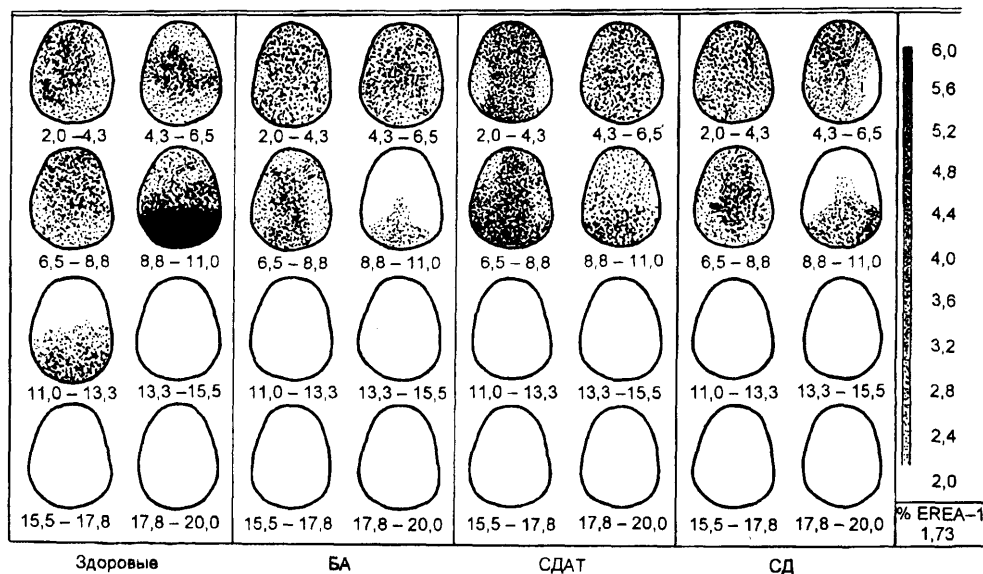 2,0 – 4,3 4,3 – 6,5 2,0 – 4,3 4,3 – 6,5 2,0 – 4,3 4,3 – 6,5 2,0 – 4,3 4,3 – 6,5
6,5 – 8,8 8,8 – 11,0 6,5 – 8,8 8,8 – 11,0 6,5 – 8,8 8,8 – 11,0 6,5 – 8,8 8,8 – 11,0
11,0 – 13,3 13,3 – 15,5 11,0 – 13,3 13,3 – 15,5 11,0 – 13,3 13,3 – 15,5 11,0 – 13,3 13,3 – 15,5
15,5 – 17,8 17,8 – 20,0 15,5 – 17,8 17,8 – 20,0 15,5 – 17,8 17,8 – 20,0 15,5 – 17,8 17,8 – 20,0
6,0
5,6
5,2
4,8
4,4
4,0
3,6
3,2
2,8
2,4
2,0
% EREA–1
1,73
Здоровые БА СДАТ СД